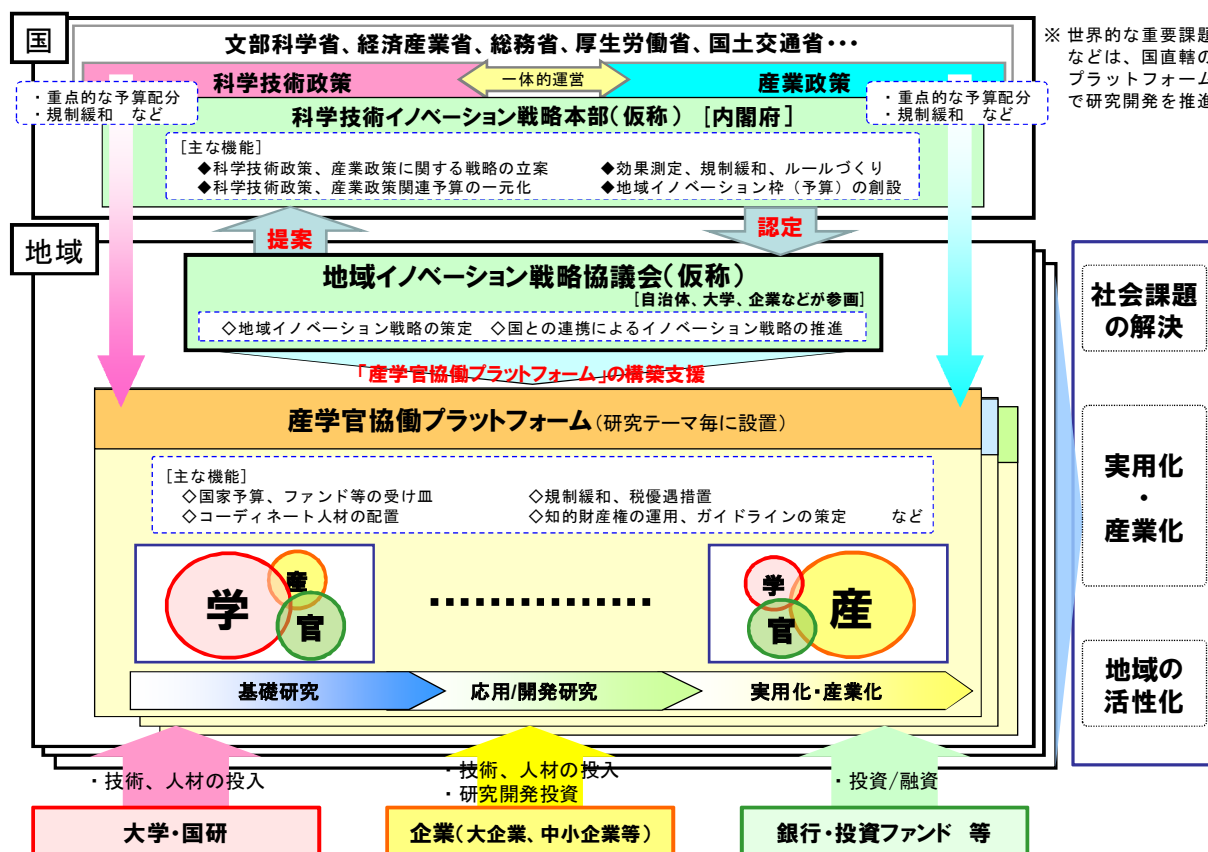 国
文部科学省、経済産業省、総務省、厚生労働省、国土交通省・・・
※ 世界的な重要課題
などは、国直轄の
プラットフォーム
で研究開発を推進
科学技術政策
一体的運営
産業政策
・重点的な予算配分
・規制緩和 など
・重点的な予算配分
・規制緩和 など
科学技術イノベーション戦略本部(仮称) [内閣府]
[主な機能]
◆科学技術政策、産業政策に関する戦略の立案 ◆効果測定、規制緩和、ルールづくり
◆科学技術政策、産業政策関連予算の一元化 ◆地域イノベーション枠(予算)の創設
提案
認定
地域
地域イノベーション戦略協議会(仮称)
[自治体、大学、企業などが参画]
◇地域イノベーション戦略の策定 ◇国との連携によるイノベーション戦略の推進
「産学官協働プラットフォーム」の構築支援
産学官協働プラットフォーム(研究テーマ毎に設置)
[主な機能]
◇国家予算、ファンド等の受け皿 ◇規制緩和、税優遇措置
◇コーディネート人材の配置 ◇知的財産権の運用、ガイドラインの策定 など
学
産
官
学
官
産
基礎研究
応用/開発研究
実用化・産業化
社会課題
の解決
実用化
・
産業化
地域の
活性化
・技術、人材の投入
・技術、人材の投入
・研究開発投資
・投資/融資
大学・国研
企業(大企業、中小企業等)
銀行・投資ファンド 等